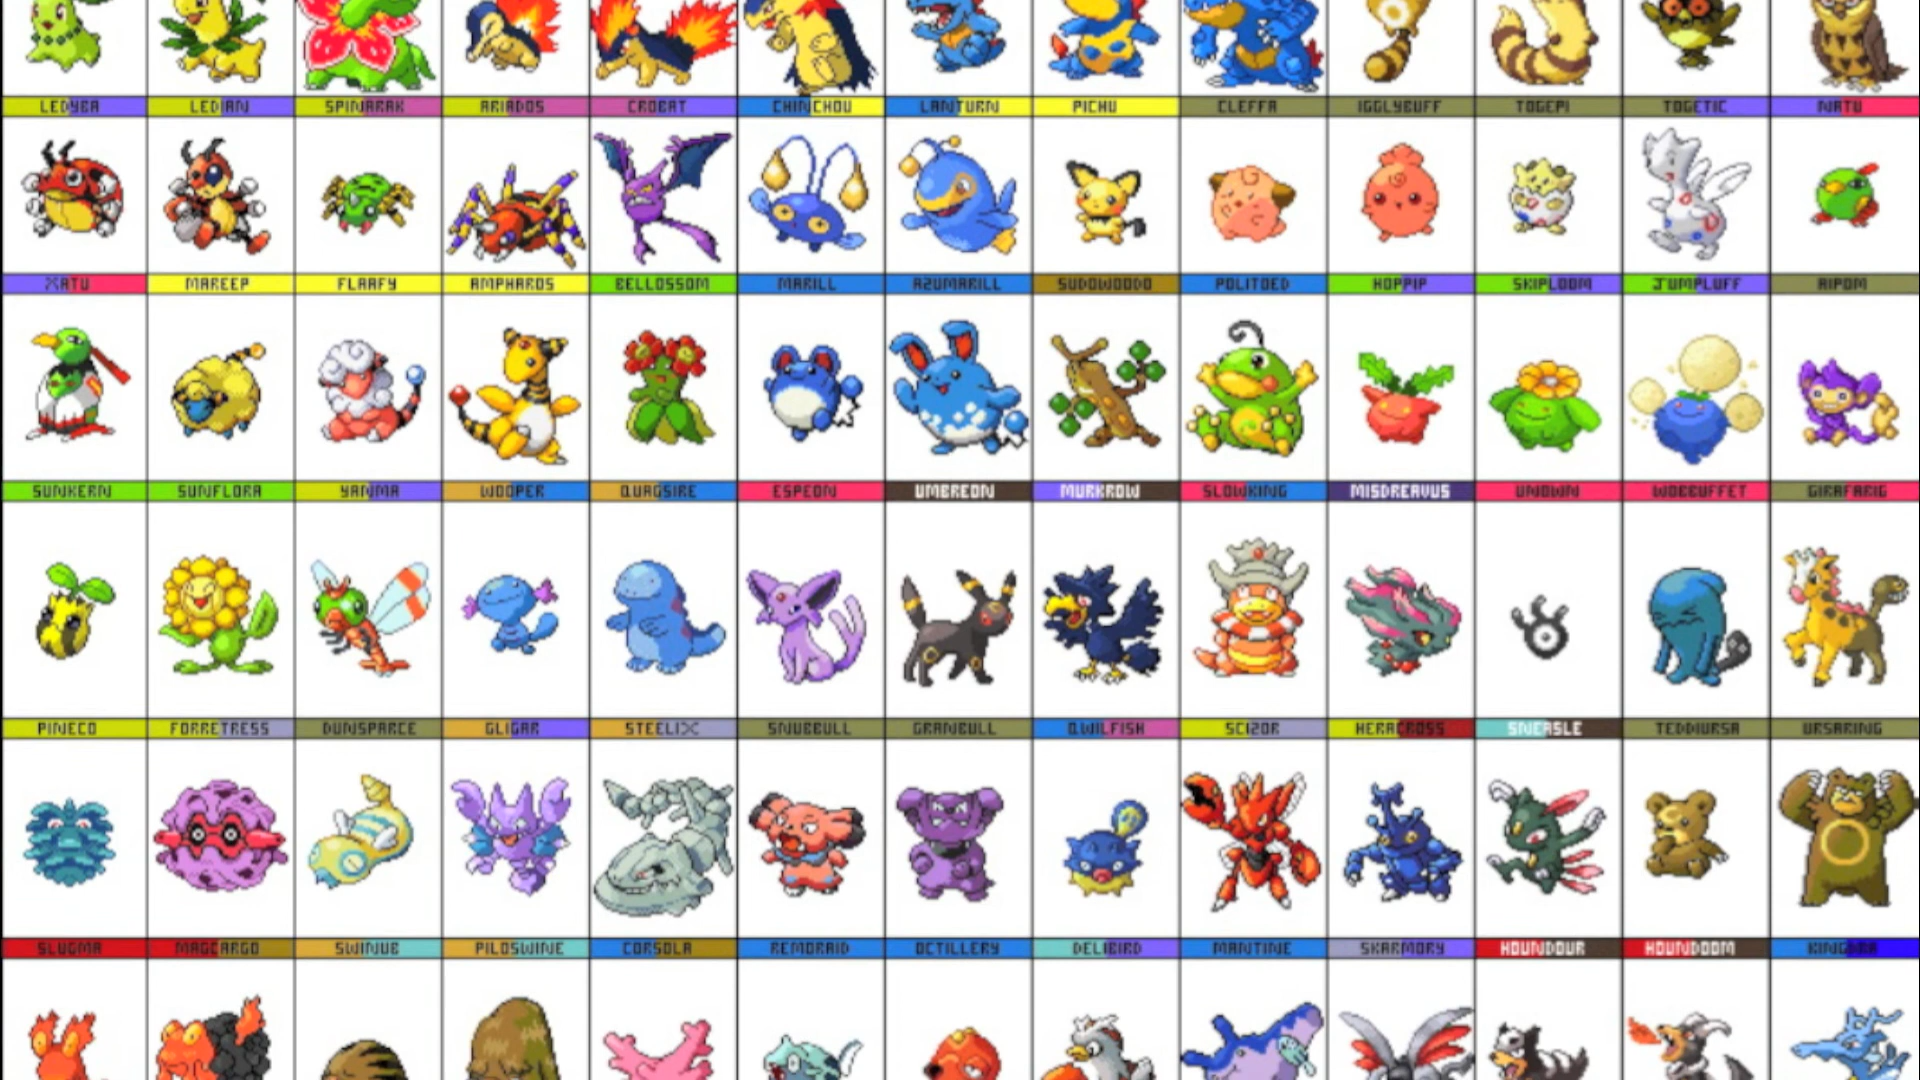 LEDYBA LEDIAN SPINARAK ARIADOS CROBAT CHINCHOU LANTURN PICHU CLEFFA IGGLYBUFF TOGEPI TOGETIC NATU
XATU MAREEP FLAAFY AMPHAROS BELLOSSOM MARILL AZUMARILL SUDOWOODO POLITOED HOPPIP SKIPLOOM JUMPLUFF AIPOM
SUNKERN SUNFLORA YANMA WOOPER QUAGSIRE ESPEON UMBREON MURKROW SLOWKING MISDREAVUS UNOWN WOBBUFFET GIRAFARIG
PINECO FORRETRESS DUNSPARCE GLIGAR STEELIX SNUBBULL GRANBULL QWILFISH SCIZOR HERACROSS SNEASLE TEDDIURSA URSARING
SLUGMA MAGCARGO SWINUB PILOSWINE CORSOLA REMORAID OCTILLERY DELIBIRD MANTINE SKARMORY HOUNDOUR HOUNDOOM KINGDRA